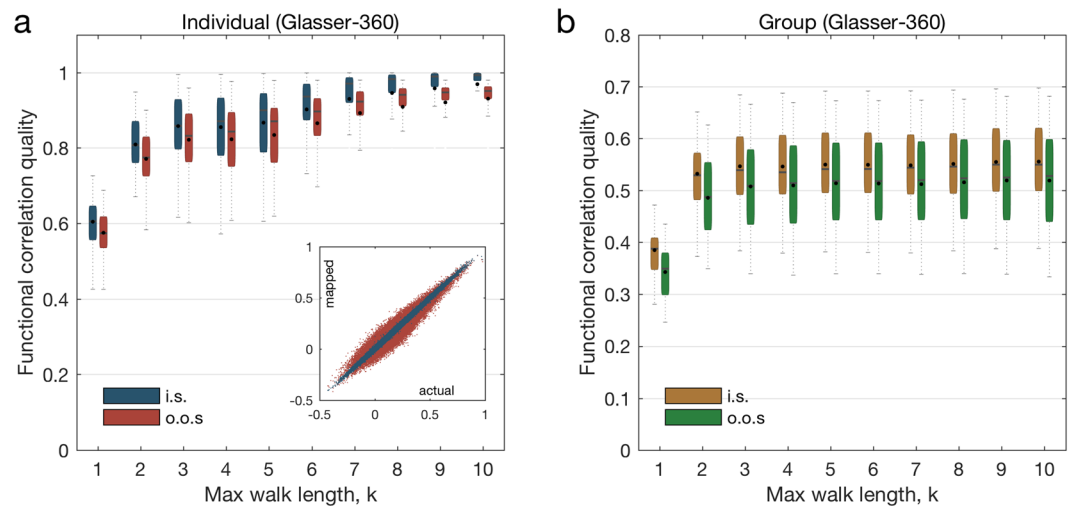 a
Individual (Glasser-360)
Functional correlation quality
1
0.8
0.6
0.4
0.2
0
1 2 3 4 5 6 7 8 9 10
Max walk length, k
i.s.
o.o.s
mapped
actual
1
0.5
0
-0.5
-0.5 0 0.5 1
b
Group (Glasser-360)
Functional correlation quality
0.8
0.7
0.6
0.5
0.4
0.3
0.2
0.1
0
1 2 3 4 5 6 7 8 9 10
Max walk length, k
i.s.
o.o.s